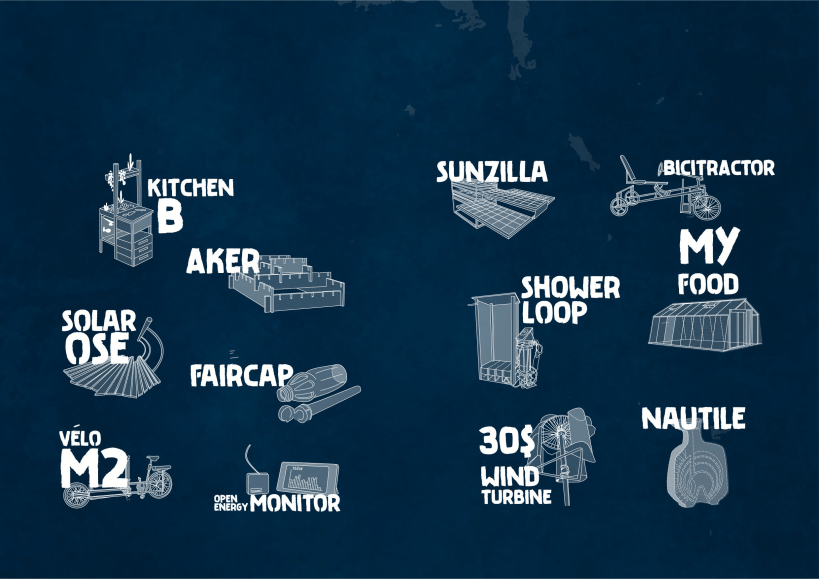 KITCHEN
B
AKER
SOLAR
OSE
FAIRCAP
VÉLO
M2
OPEN
ENERGY MONITOR
SUNZILLA
BICITRACTOR
MY
FOOD
SHOWER
LOOP
30$
WIND
TURBINE
NAUTILE